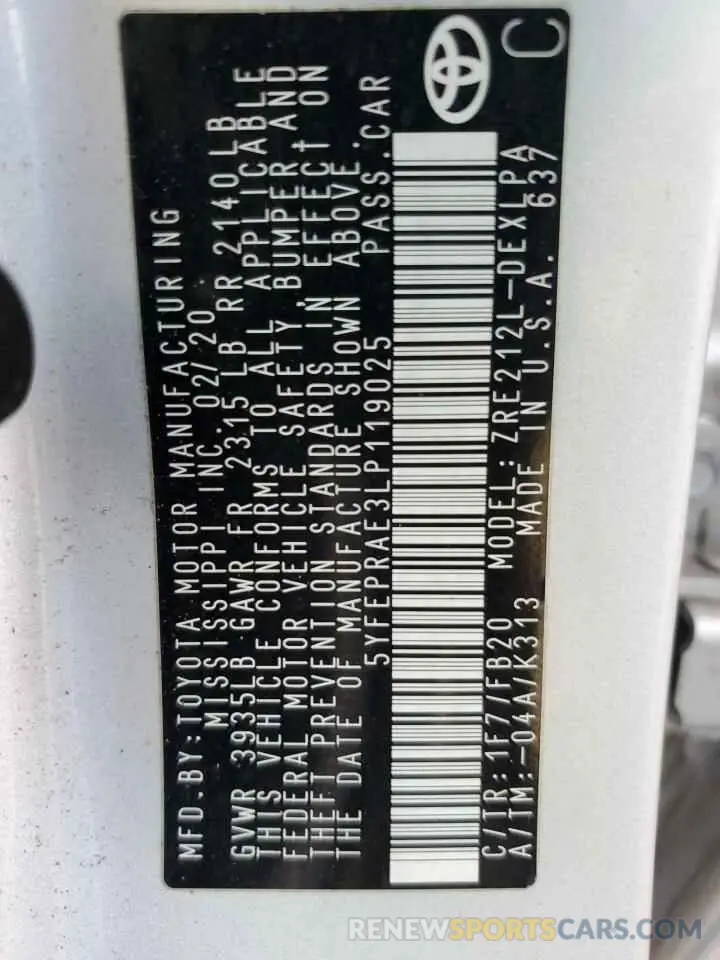 MFD.BY:TOYOTA MOTOR MANUFACTURING
MISSISSIPPI INC. 02/20
GVWR 3935LB GAWR FR 2315 LB RR 2140LB
THIS VEHICLE CONFORMS TO ALL APPLICABLE
FEDERAL MOTOR VEHICLE SAFETY, BUMPER AND
THEFT PREVENTION STANDARDS IN EFFECT ON
THE DATE OF MANUFACTURE SHOWN ABOVE.
5YFEPRAE3LP119025 PASS.CAR
C/TR:1F7/FB20 MODEL:ZRE212L-DEXLPA
A/TM:-04A/K313 MADE IN U.S.A. 637
C
RENEWSPORTSCARS.COM